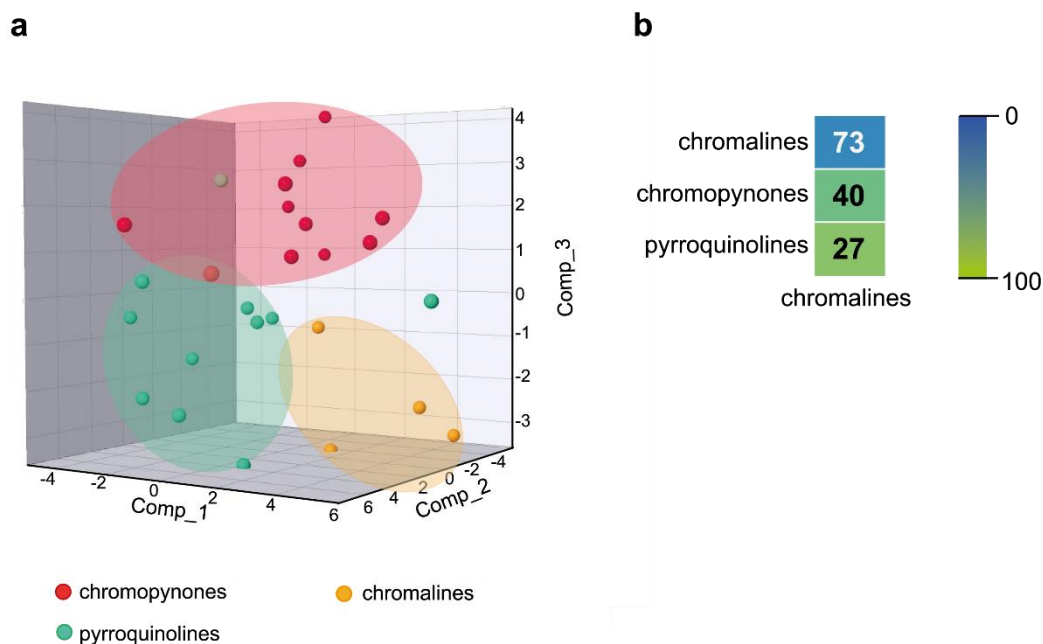 a
4
3
2
1
0
-1
-2
-3
Comp_3
-4
-2
0
2
4
6
Comp_1
6
4
2
0
-2
-4
Comp_2
chromopynones
chromalines
pyrroquinolines
b
chromalines 73
chromopynones 40
pyrroquinolines 27
chromalines
0
100